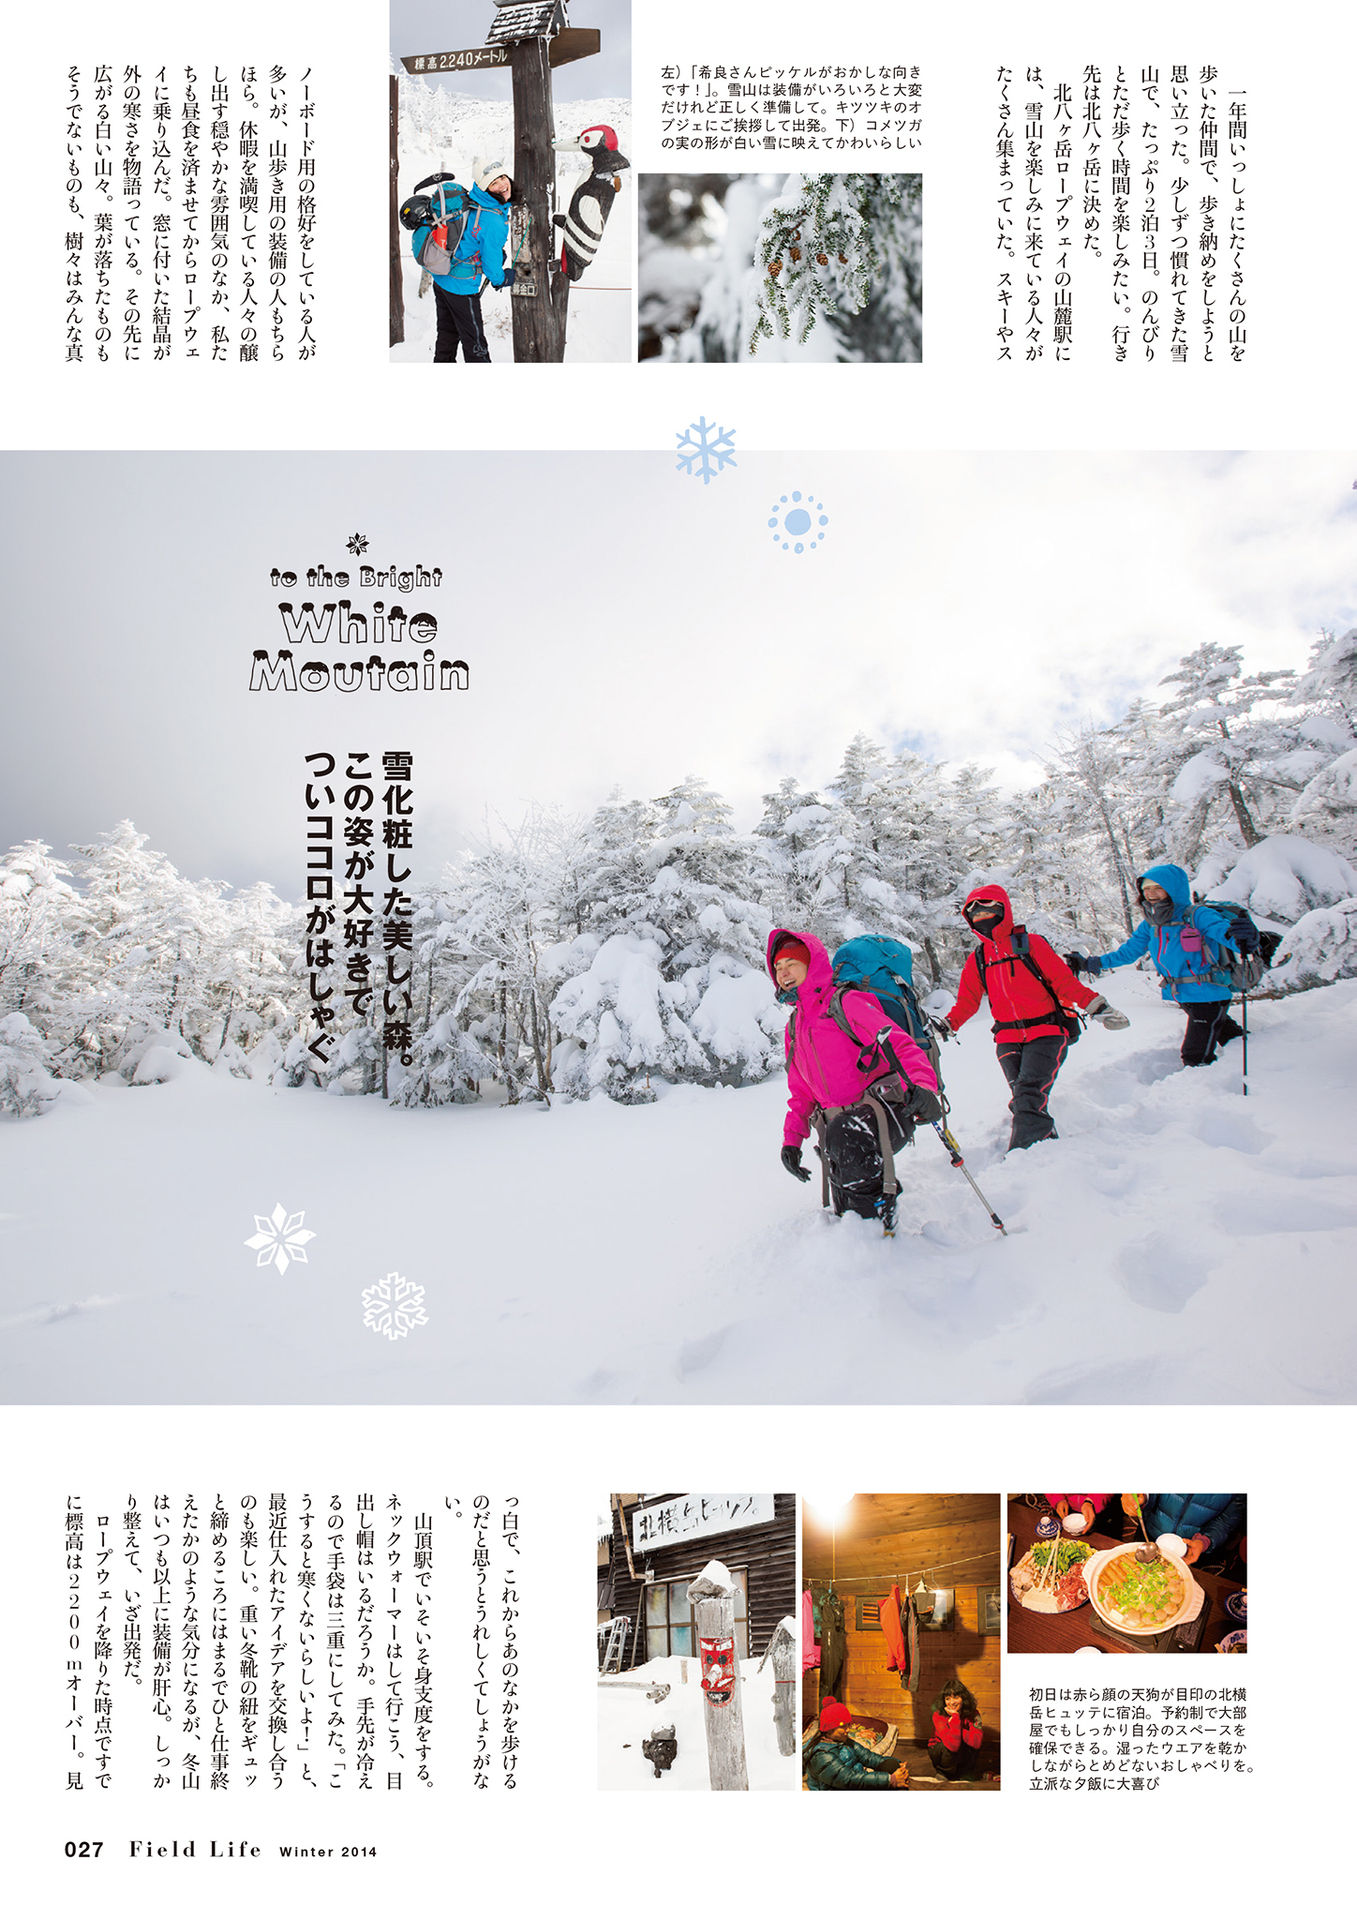 一年間いっしょにたくさんの山を
歩いた仲間で、歩き納めをしようと
思い立った。少しずつ慣れてきた雪
山で、たっぷり2泊3日。のんびり
とただ歩く時間を楽しみたい。行き
先は北八ヶ岳に決めた。
北八ヶ岳ロープウェイの山麓駅に
は、雪山を楽しみに来ている人々が
たくさん集まっていた。スキーやス
左）「希良さんピッケルがおかしな向き
です！」。雪山は装備がいろいろと大変
だけれど正しく準備して。キツツキのオ
ブジェにご挨拶して出発。下）コメツガ
の実の形が白い雪に映えてかわいらしい
標高2240メートル
募金口
ノーボード用の格好をしている人が
多いが、山歩き用の装備の人もちら
ほら。休暇を満喫している人々の醸
し出す穏やかな雰囲気のなか、私た
ちも昼食を済ませてからロープウェ
イに乗り込んだ。窓に付いた結晶が
外の寒さを物語っている。その先に
広がる白い山々。葉が落ちたものも
そうでないものも、樹々はみんな真
to the Bright
White
Moutain
雪化粧した美しい森。
この姿が大好きで
ついココロがはしゃぐ
っ白で、これからあのなかを歩ける
のだと思うとうれしくてしょうがな
い。
山頂駅でいそいそ身支度をする。
ネックウォーマーはして行こう、目
出し帽はいるだろうか。手先が冷え
るので手袋は三重にしてみた。「こ
うすると寒くないらしいよ！」と、
最近仕入れたアイデアを交換し合う
のも楽しい。重い冬靴の紐をギュッ
と締めるころにはまるでひと仕事終
えたかのような気分になるが、冬山
はいつも以上に装備が肝心。しっか
り整えて、いざ出発だ。
ロープウェイを降りた時点ですで
に標高は2200mオーバー。見
北横岳ヒュッテ。
初日は赤ら顔の天狗が目印の北横
岳ヒュッテに宿泊。予約制で大部
屋でもしっかり自分のスペースを
確保できる。湿ったウエアを乾か
しながらとめどないおしゃべりを。
立派な夕飯に大喜び
027 Field Life Winter 2014